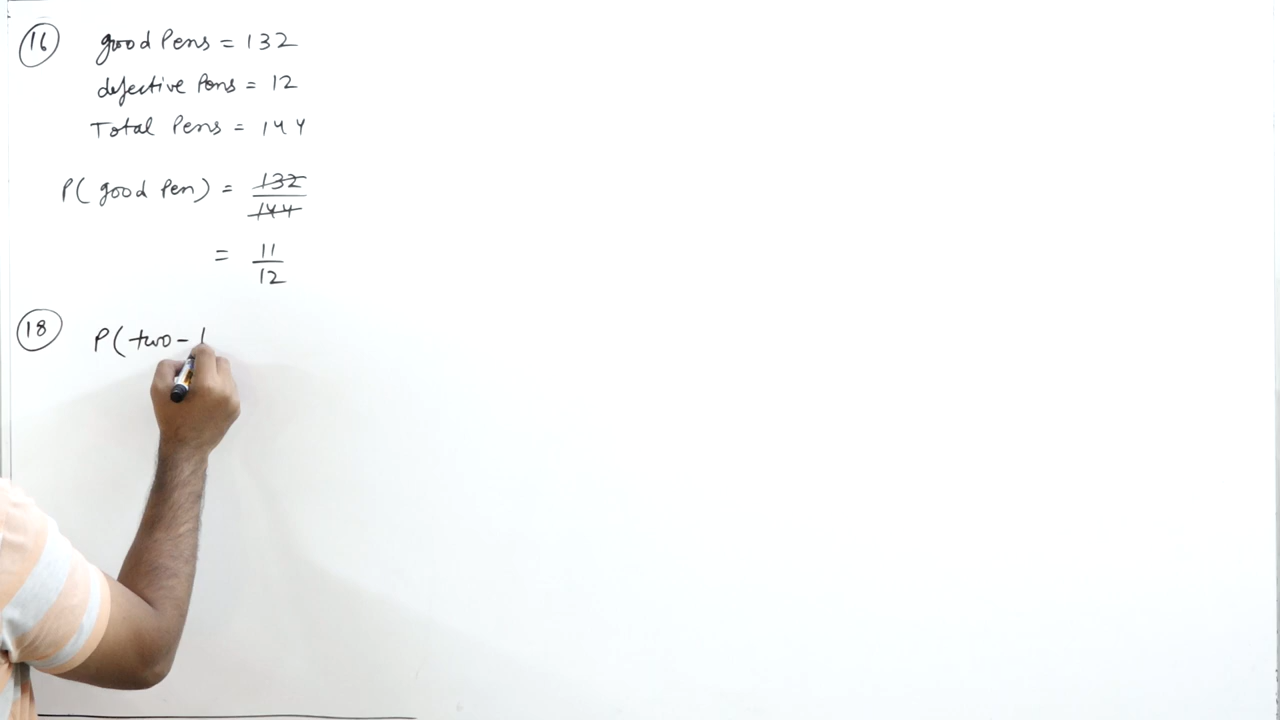 16 good Pens = 132
defective Pens = 12
Total Pens = 144
P( good Pen) = 132/144
= 11/12
18 P( two -